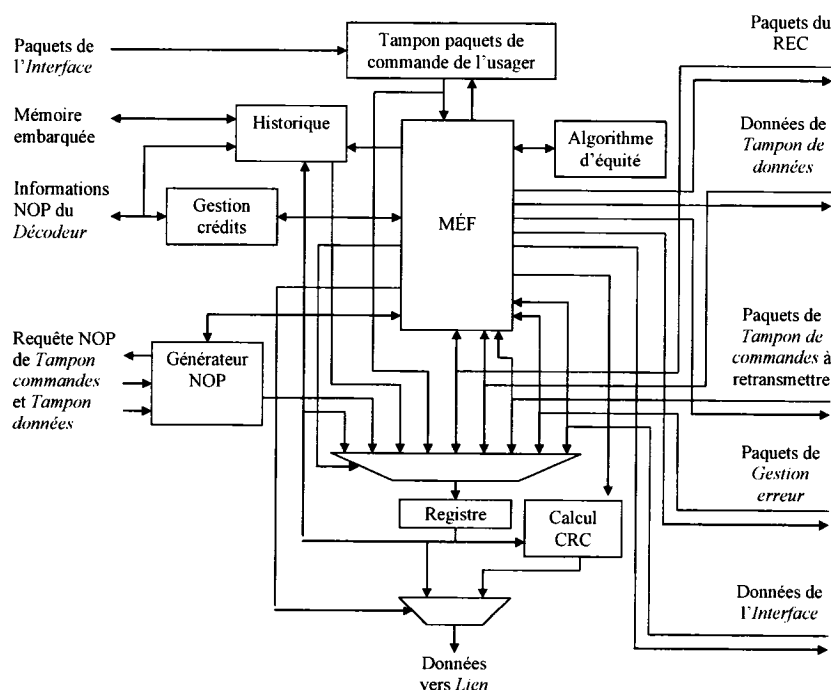 Paquets de
l'Interface
Tampon paquets de
commande de l'usager
Paquets du
REC
Mémoire
embarquée
Historique
Algorithme
d'équité
Données de
Tampon de
données
Informations
NOP du
Décodeur
Gestion
crédits
MÉF
Requête NOP
de Tampon
commandes
et Tampon
données
Générateur
NOP
Paquets de
Tampon de
commandes à
retransmettre
Paquets de
Gestion
erreur
Registre
Calcul
CRC
Données de
l'Interface
Données
vers Lien